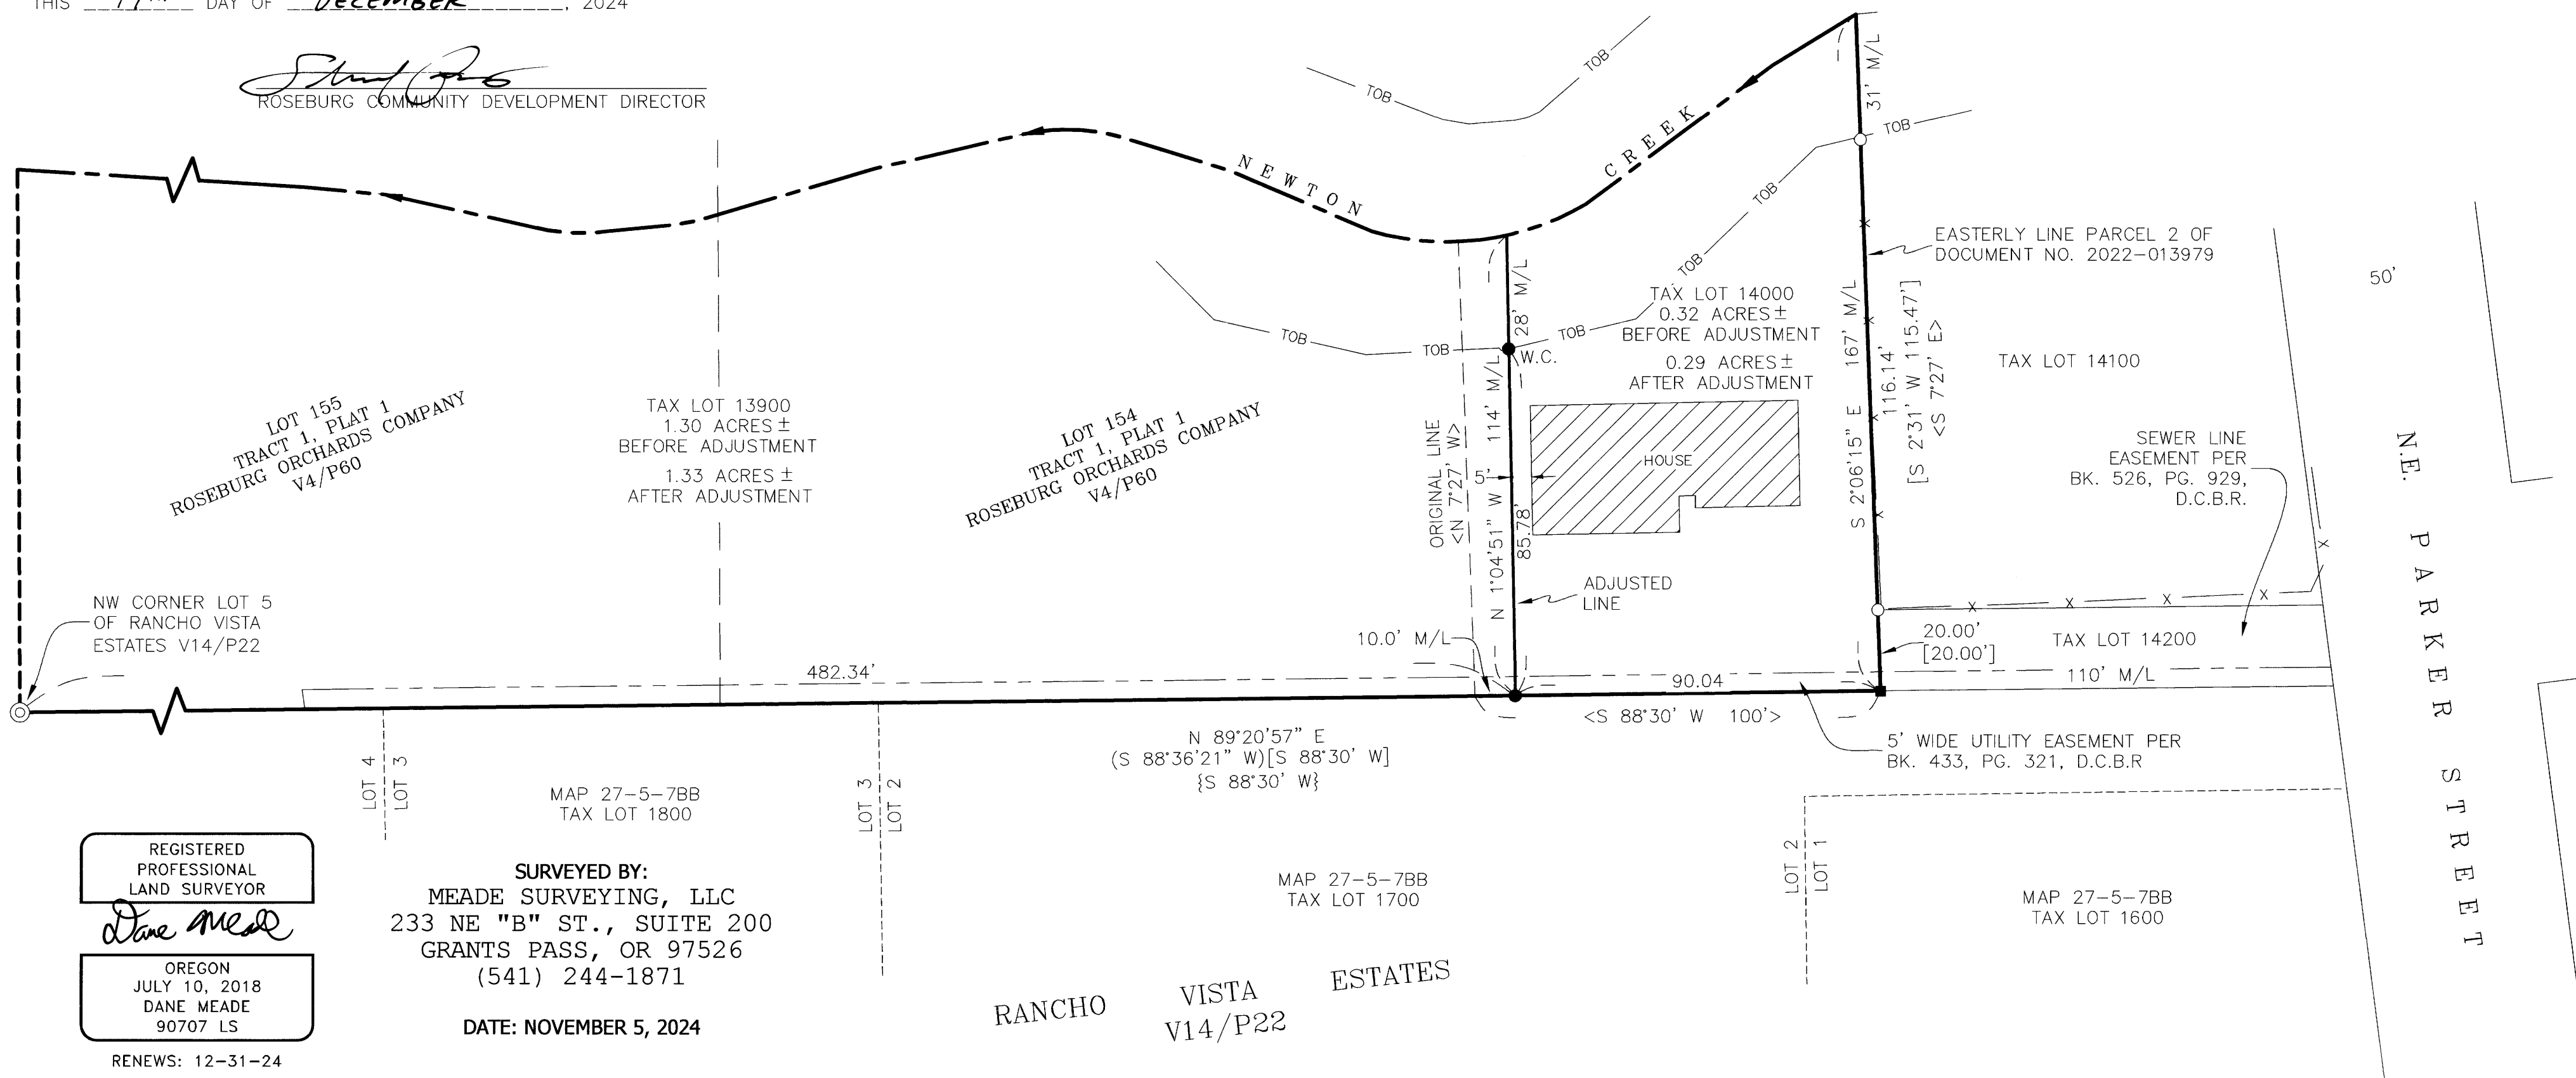 DAY OF DECEMBER, 2024
ROSEBURG COMMUNITY DEVELOPMENT DIRECTOR
TOB
TOB
31' M/L
TOB
NEWTON CREEK
TOB
TOB
EASTERLY LINE PARCEL 2 OF
DOCUMENT NO. 2022-013979
50'
28' M/L
TAX LOT 14000
0.32 ACRES±
BEFORE ADJUSTMENT
0.29 ACRES±
AFTER ADJUSTMENT
TOB
TOB
TOB
W.C.
S 2°06'15" E 167' M/L
116.14'
[S 2°31' W 115.47']
<S 7°27' E>
TAX LOT 14100
LOT 155
TRACT 1, PLAT 1
ROSEBURG ORCHARDS COMPANY
V4/P60
TAX LOT 13900
1.30 ACRES±
BEFORE ADJUSTMENT
1.33 ACRES±
AFTER ADJUSTMENT
LOT 154
TRACT 1, PLAT 1
ROSEBURG ORCHARDS COMPANY
V4/P60
ORIGINAL LINE
<N 7°27' W>
N 1°04'51" W 114' M/L
85.78'
5'
HOUSE
SEWER LINE
EASEMENT PER
BK. 526, PG. 929,
D.C.B.R.
N.E. PARKER STREET
ADJUSTED
LINE
NW CORNER LOT 5
OF RANCHO VISTA
ESTATES V14/P22
10.0' M/L
20.00'
[20.00']
TAX LOT 14200
482.34'
90.04
110' M/L
<S 88°30' W 100'>
N 89°20'57" E
(S 88°36'21" W)[S 88°30' W]
{S 88°30' W}
5' WIDE UTILITY EASEMENT PER
BK. 433, PG. 321, D.C.B.R
LOT 4
LOT 3
MAP 27-5-7BB
TAX LOT 1800
LOT 3
LOT 2
MAP 27-5-7BB
TAX LOT 1700
LOT 2
LOT 1
MAP 27-5-7BB
TAX LOT 1600
REGISTERED
PROFESSIONAL
LAND SURVEYOR
Dane Meade
OREGON
JULY 10, 2018
DANE MEADE
90707 LS
RENEWS: 12-31-24
SURVEYED BY:
MEADE SURVEYING, LLC
233 NE "B" ST., SUITE 200
GRANTS PASS, OR 97526
(541) 244-1871
DATE: NOVEMBER 5, 2024
RANCHO VISTA ESTATES
V14/P22